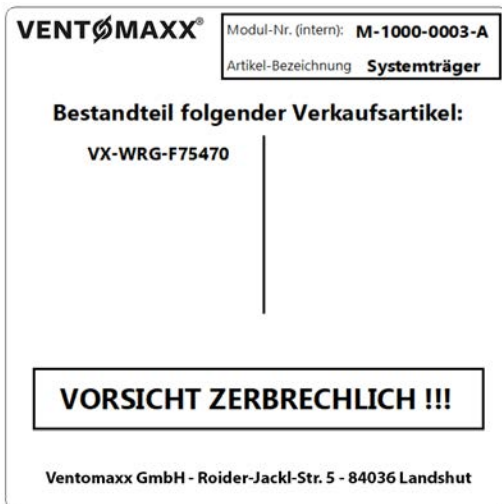 VENTØMAXX®
Modul-Nr. (intern): M-1000-0003-A
Artikel-Bezeichnung Systemträger
Bestandteil folgender Verkaufsartikel:
VX-WRG-F75470
VORSICHT ZERBRECHLICH !!!
Ventomaxx GmbH - Roider-Jackl-Str. 5 - 84036 Landshut